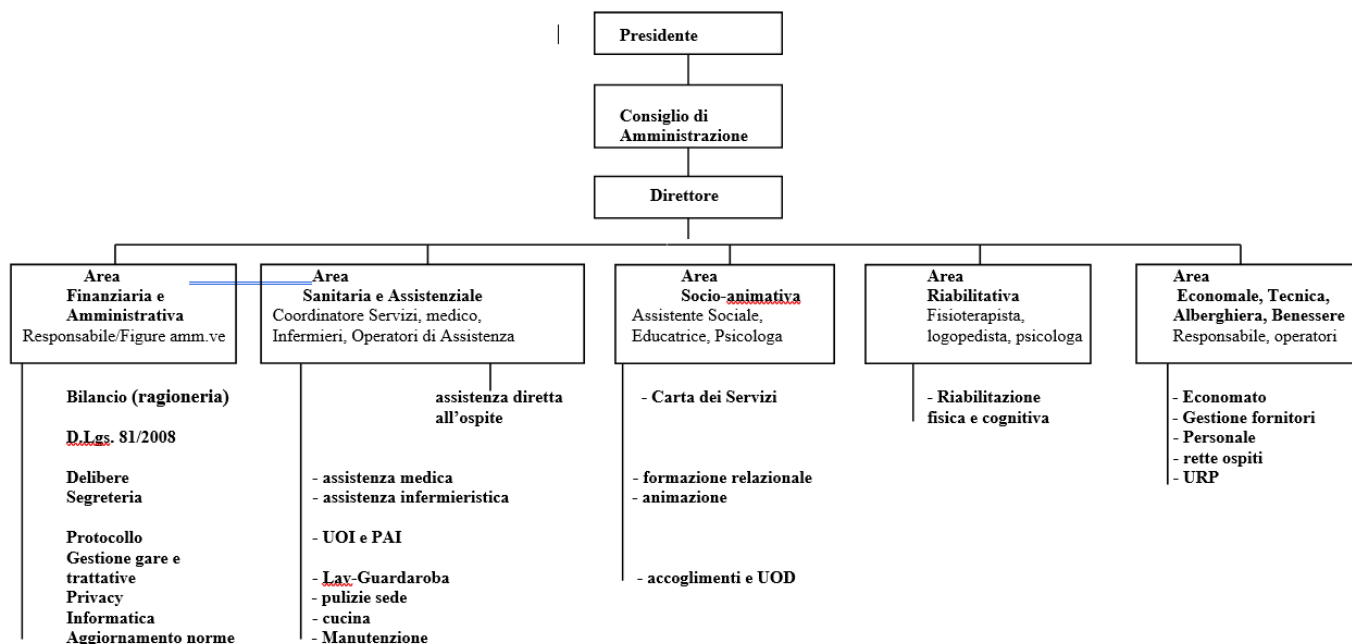 Presidente
Consiglio di
Amministrazione
Direttore
Area
Finanziaria e
Amministrativa
Responsabile/Figure amm.ve
Area
Sanitaria e Assistenziale
Coordinatore Servizi, medico,
Infermieri, Operatori di Assistenza
Area
Socio-animativa
Assistente Sociale,
Educatrice, Psicologa
Area
Riabilitativa
Fisioterapista,
logopedista, psicologa
Area
Economale, Tecnica,
Alberghiera, Benessere
Responsabile, operatori
Bilancio (ragioneria)
D.Lgs. 81/2008
Delibere
Segreteria
Protocollo
Gestione gare e
trattative
Privacy
Informatica
Aggiornamento norme
assistenza diretta
all’ospite
- assistenza medica
- assistenza infermieristica
- UOI e PAI
- Lav-Guardaroba
- pulizie sede
- cucina
- Manutenzione
- Carta dei Servizi
- formazione relazionale
- animazione
- accoglimenti e UOD
- Riabilitazione
fisica e cognitiva
- Economato
- Gestione fornitori
- Personale
- rette ospiti
- URP